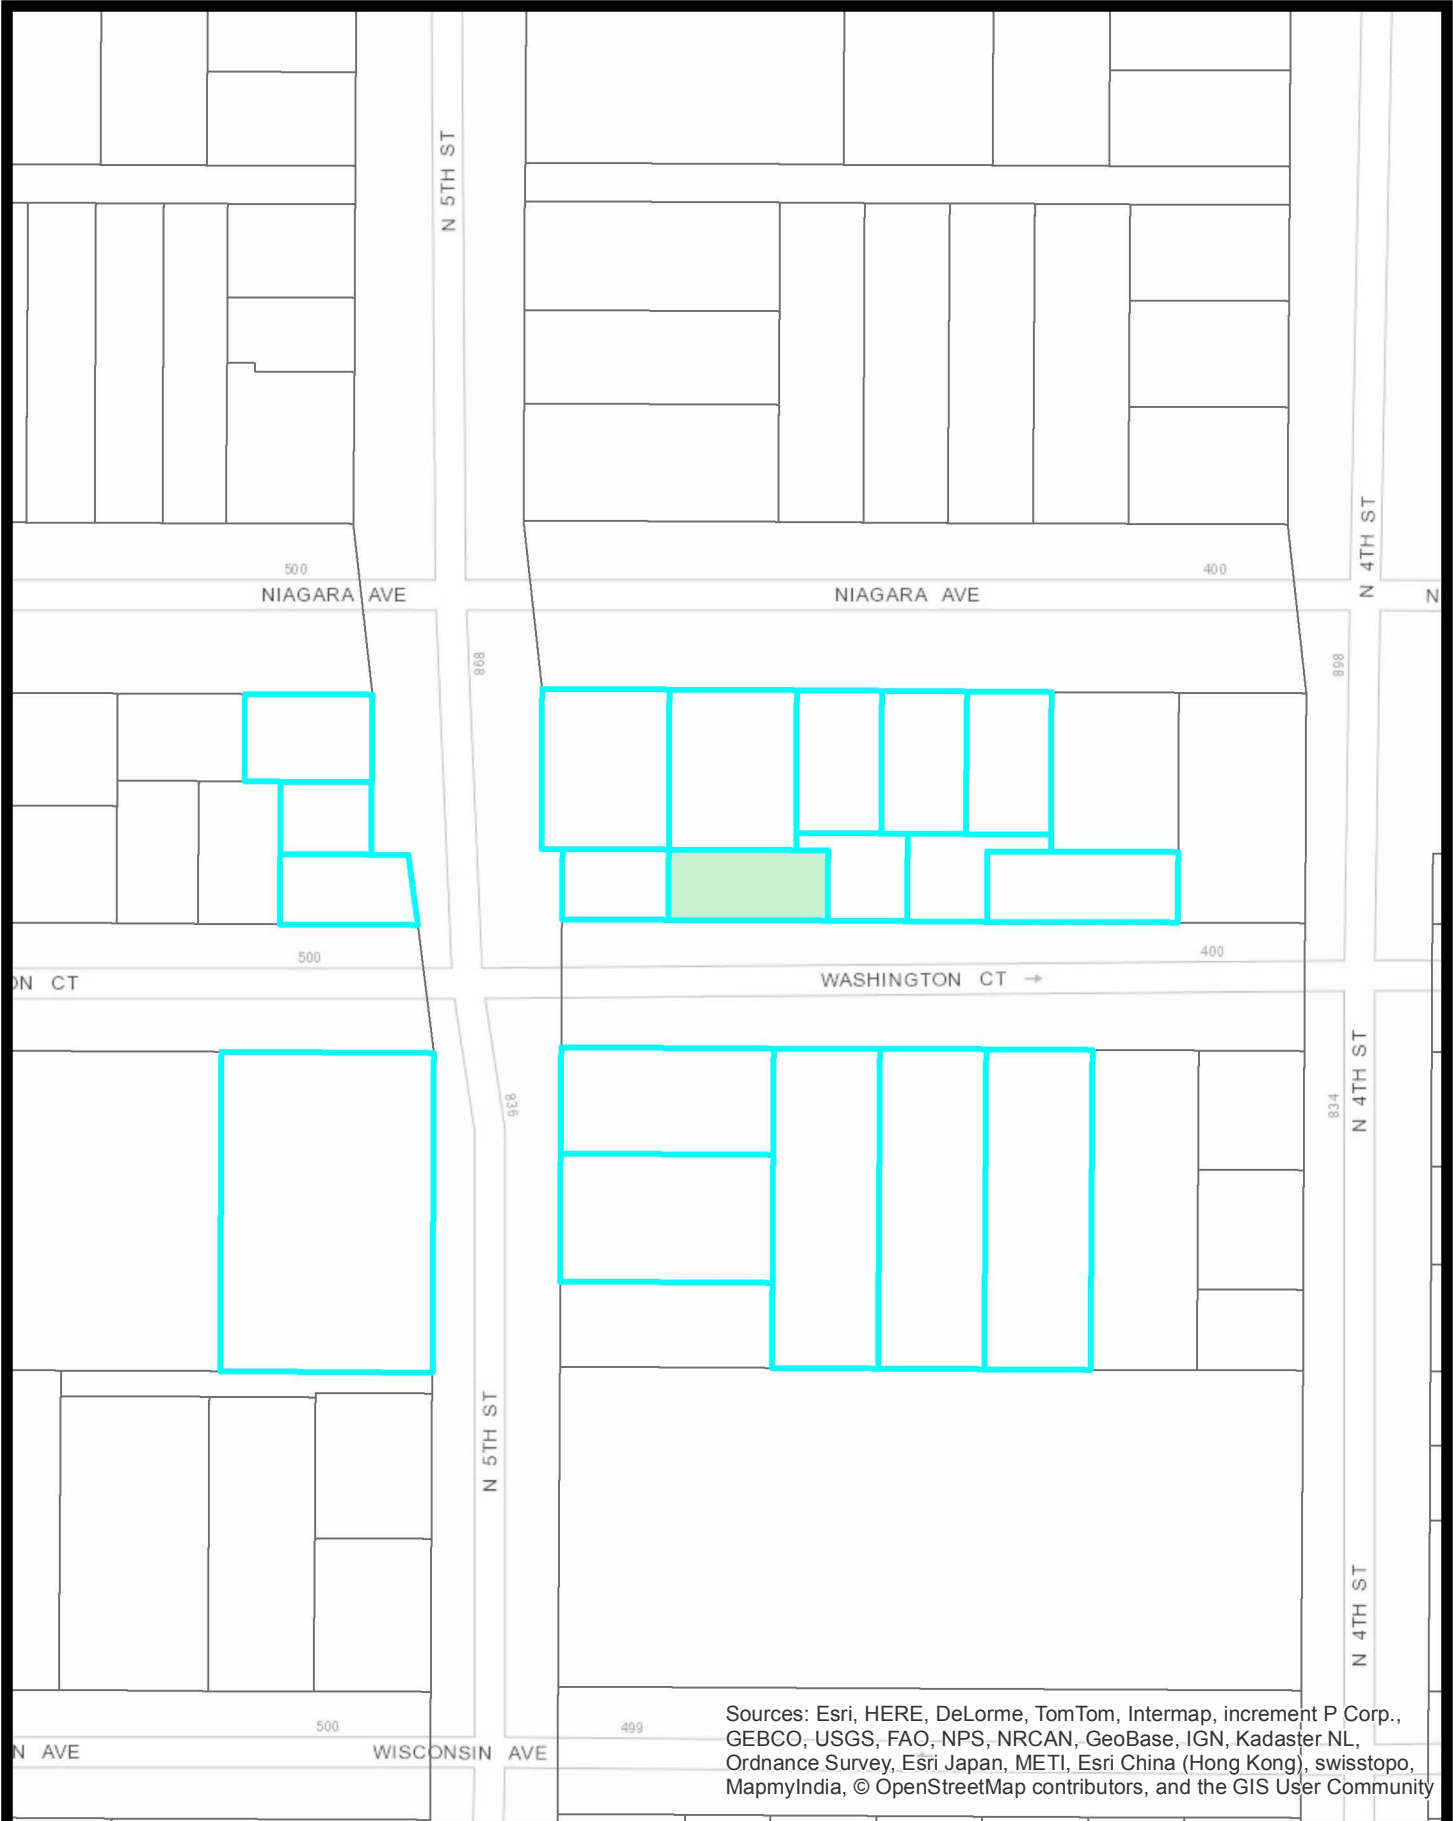 N 5TH ST
N 4TH ST
500
400
NIAGARA AVE
NIAGARA AVE
N
868
898
500
400
ON CT
WASHINGTON CT →
836
834
N 4TH ST
N 5TH ST
N 4TH ST
500
499
N AVE
WISCONSIN AVE
Sources: Esri, HERE, DeLorme, TomTom, Intermap, increment P Corp.,
GEBCO, USGS, FAO, NPS, NRCAN, GeoBase, IGN, Kadaster NL,
Ordnance Survey, Esri Japan, METI, Esri China (Hong Kong), swisstopo,
MapmyIndia, © OpenStreetMap contributors, and the GIS User Community